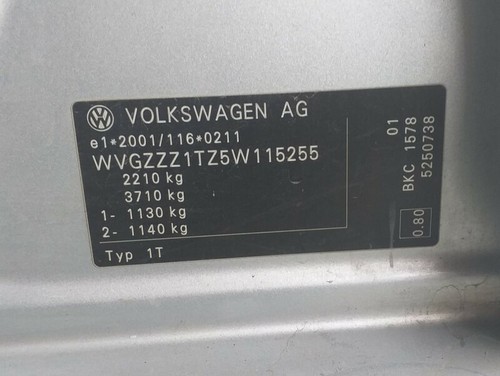 VOLKSWAGEN AG
e1*2001/116*0211
WVGZZZ1TZ5W115255
2210 kg
3710 kg
1- 1130 kg
2- 1140 kg
Typ 1T
01
BKC 1578
5250738
0.80